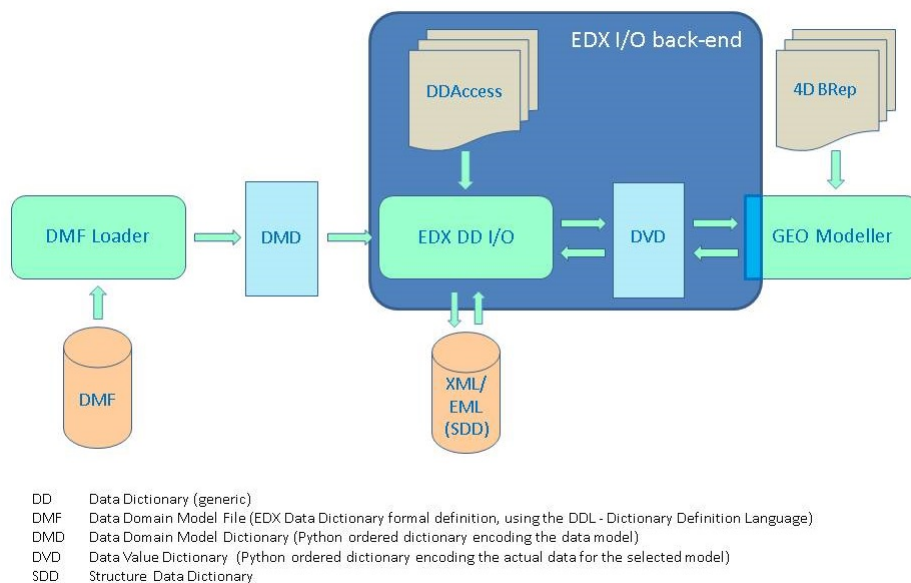 EDX I/O back-end
DDAccess
4D BRep
DMF Loader
DMD
EDX DD I/O
DVD
GEO Modeller
DMF
XML/
EML
(SDD)
DD Data Dictionary (generic)
DMF Data Domain Model File (EDX Data Dictionary formal definition, using the DDL - Dictionary Definition Language)
DMD Data Domain Model Dictionary (Python ordered dictionary encoding the data model)
DVD Data Value Dictionary (Python ordered dictionary encoding the actual data for the selected model)
SDD Structure Data Dictionary